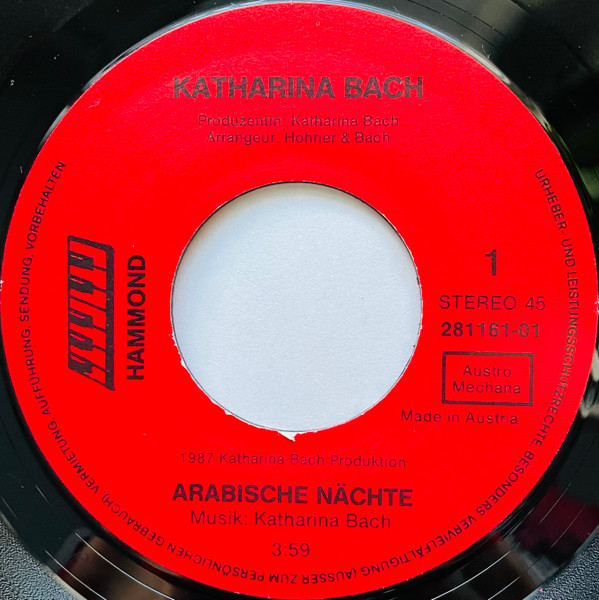 KATHARINA BACH
Produzentin: Katharina Bach
Arrangeur: Hohner & Bach
HAMMOND
1
STEREO 45
281161-01
Austro
Mechana
Made in Austria
1987 Katharina Bach Produktion
ARABISCHE NÄCHTE
Musik: Katharina Bach
3:59
URHEBER- UND LEISTUNGSSCHUTZRECHTE, BESONDERS VERVIELFÄLTIGUNG (AUSSER ZUM PERSÖNLICHEN GEBRAUCH), VERMIETUNG, AUFFÜHRUNG, SENDUNG, VORBEHALTEN